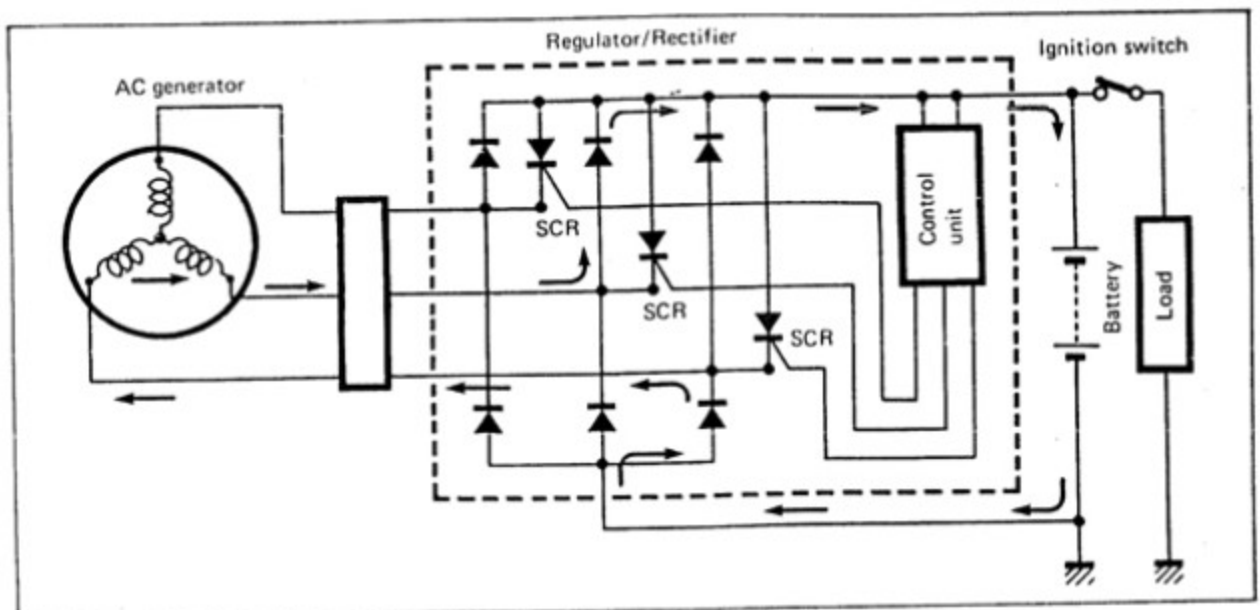 Regulator/Rectifier
Ignition switch
AC generator
SCR
SCR
SCR
Control
unit
Battery
Load